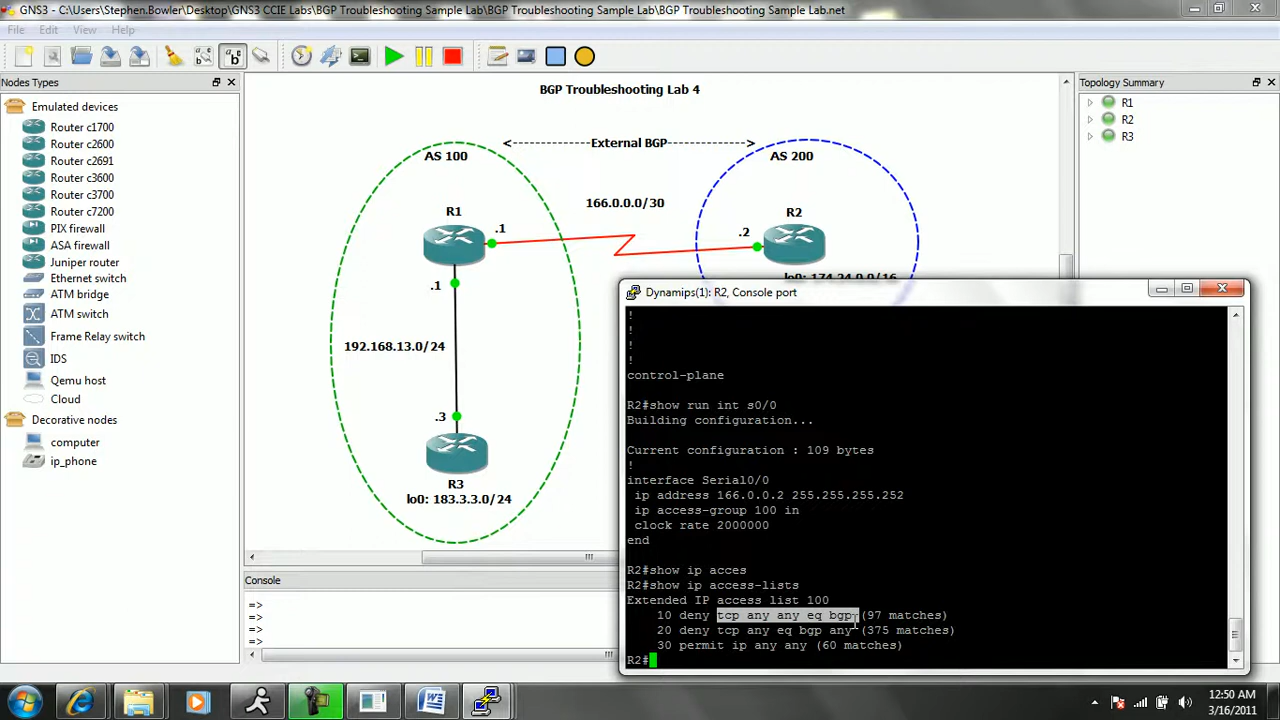 GNS3 - C:\Users\Stephen.Bowler\Desktop\GNS3 CCIE Labs\BGP Troubleshooting Sample Lab\BGP Troubleshooting Sample Lab\BGP Troubleshooting Sample Lab.net
File Edit View Help
Nodes Types
Emulated devices
Router c1700
Router c2600
Router c2691
Router c3600
Router c3700
Router c7200
PIX firewall
ASA firewall
Juniper router
Ethernet switch
ATM bridge
ATM switch
Frame Relay switch
IDS
Qemu host
Cloud
Decorative nodes
computer
ip_phone
BGP Troubleshooting Lab 4
External BGP
AS 100
AS 200
166.0.0.0/30
R1
.1
.2
R2
lo0: 174.24.0.0/16
.1
192.168.13.0/24
.3
R3
lo0: 183.3.3.0/24
Topology Summary
R1
R2
R3
Console
=>
=>
=>
=>
Dynamips(1): R2, Console port
!
!
!
!
control-plane
R2#show run int s0/0
Building configuration...
Current configuration : 109 bytes
!
interface Serial0/0
ip address 166.0.0.2 255.255.255.252
ip access-group 100 in
clock rate 2000000
end
R2#show ip acces
R2#show ip access-lists
Extended IP access list 100
10 deny tcp any any eq bgp (97 matches)
20 deny tcp any eq bgp any (375 matches)
30 permit ip any any (60 matches)
R2#
12:50 AM
3/16/2011